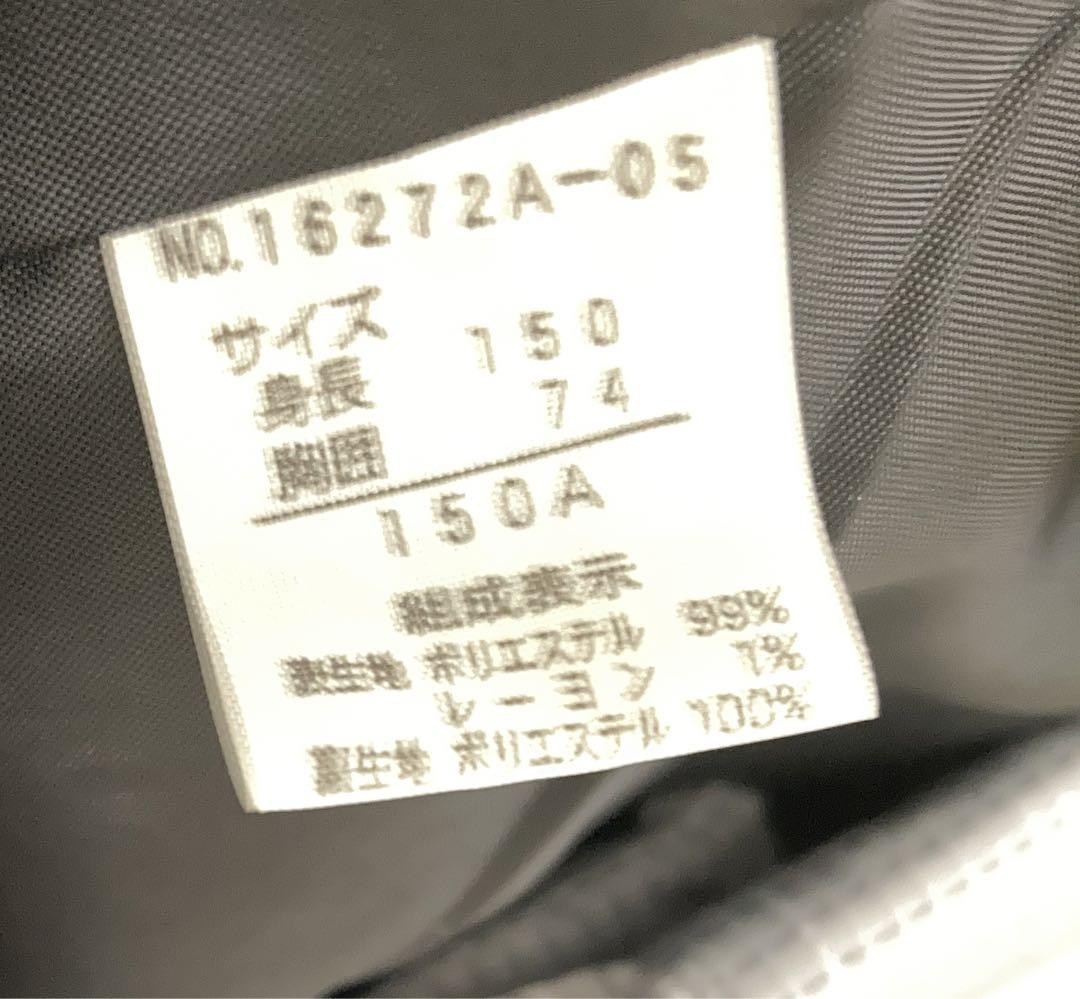 NO.16272A-05
サイズ
身長 150
胸囲 74
150A
組成表示
表生地 ポリエステル 99%
レーヨン 1%
裏生地 ポリエステル 100%